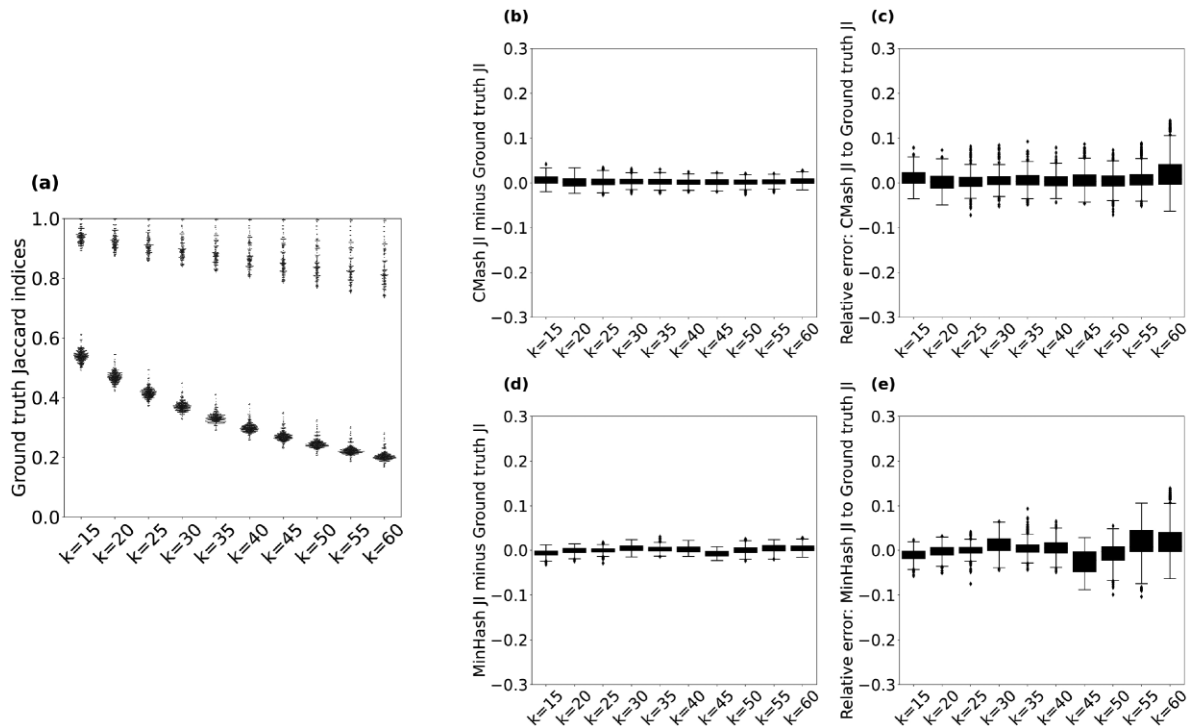 (a)
Ground truth Jaccard indices
1.0
0.8
0.6
0.4
0.2
0.0
k=15 k=20 k=25 k=30 k=35 k=40 k=45 k=50 k=55 k=60
(b)
CMash JI minus Ground truth JI
0.3
0.2
0.1
0.0
−0.1
−0.2
−0.3
k=15 k=20 k=25 k=30 k=35 k=40 k=45 k=50 k=55 k=60
(c)
Relative error: CMash JI to Ground truth JI
0.3
0.2
0.1
0.0
−0.1
−0.2
−0.3
k=15 k=20 k=25 k=30 k=35 k=40 k=45 k=50 k=55 k=60
(d)
MinHash JI minus Ground truth JI
0.3
0.2
0.1
0.0
−0.1
−0.2
−0.3
k=15 k=20 k=25 k=30 k=35 k=40 k=45 k=50 k=55 k=60
(e)
Relative error: MinHash JI to Ground truth JI
0.3
0.2
0.1
0.0
−0.1
−0.2
−0.3
k=15 k=20 k=25 k=30 k=35 k=40 k=45 k=50 k=55 k=60